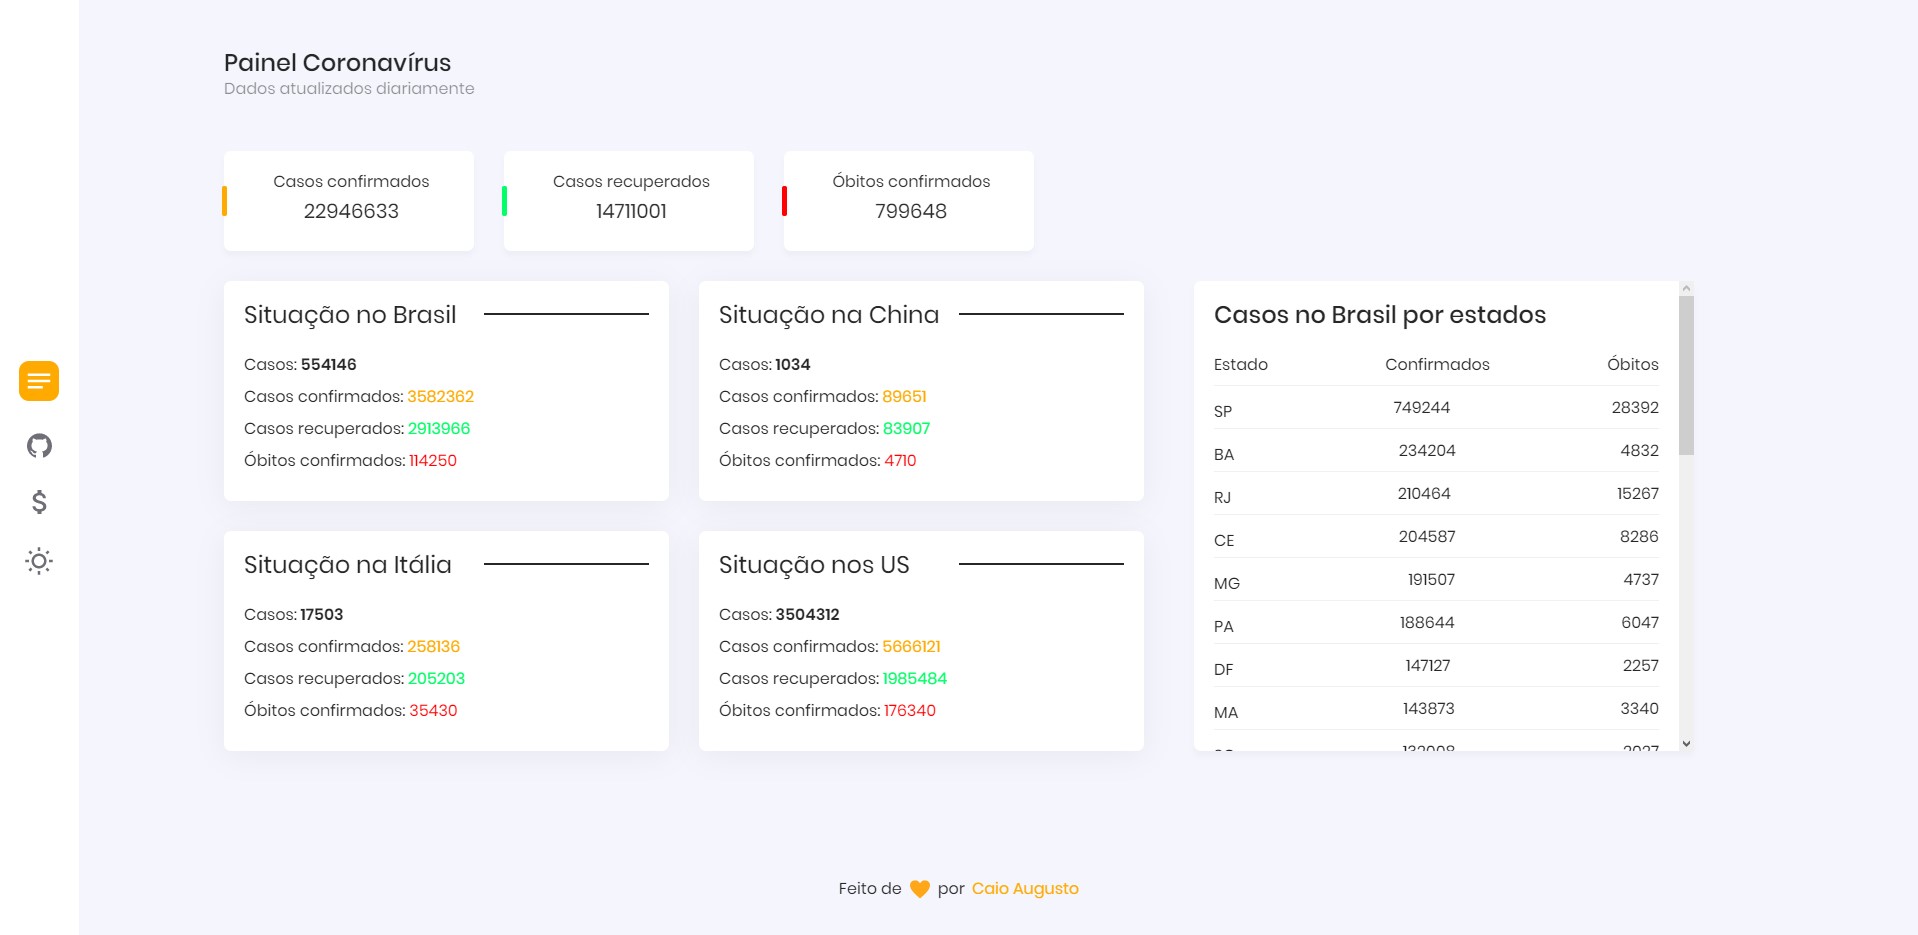 Painel Coronavírus
Dados atualizados diariamente
Casos confirmados
22946633
Casos recuperados
14711001
Óbitos confirmados
799648
Situação no Brasil
Casos: 554146
Casos confirmados: 3582362
Casos recuperados: 2913966
Óbitos confirmados: 114250
Situação na China
Casos: 1034
Casos confirmados: 89651
Casos recuperados: 83907
Óbitos confirmados: 4710
Situação na Itália
Casos: 17503
Casos confirmados: 258136
Casos recuperados: 205203
Óbitos confirmados: 35430
Situação nos US
Casos: 3504312
Casos confirmados: 5666121
Casos recuperados: 1985484
Óbitos confirmados: 176340
Casos no Brasil por estados
Estado Confirmados Óbitos
SP 749244 28392
BA 234204 4832
RJ 210464 15267
CE 204587 8286
MG 191507 4737
PA 188644 6047
DF 147127 2257
MA 143873 3340
Feito de por Caio Augusto